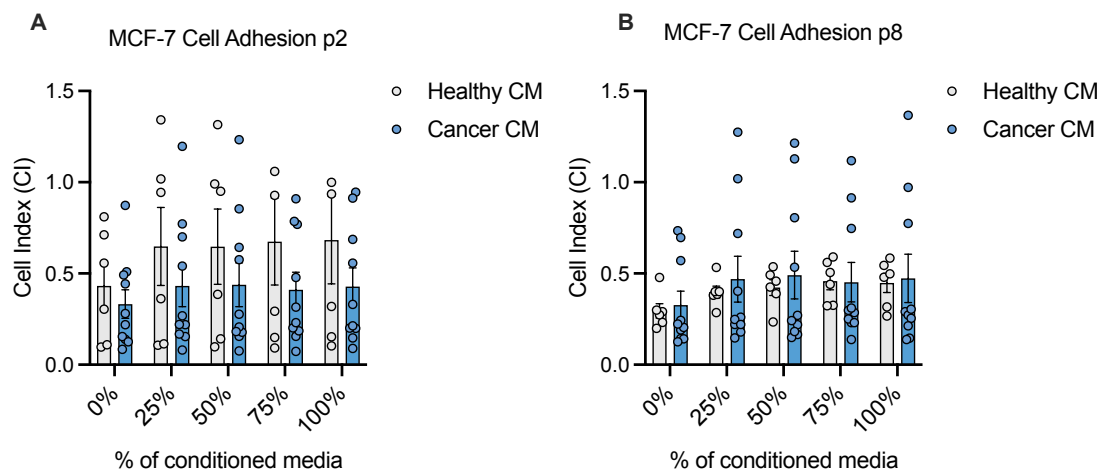 A
MCF-7 Cell Adhesion p2
1.5
1.0
0.5
0.0
Cell Index (CI)
0%
25%
50%
75%
100%
% of conditioned media
Healthy CM
Cancer CM
B
MCF-7 Cell Adhesion p8
1.5
1.0
0.5
0.0
Cell Index (CI)
0%
25%
50%
75%
100%
% of conditioned media
Healthy CM
Cancer CM